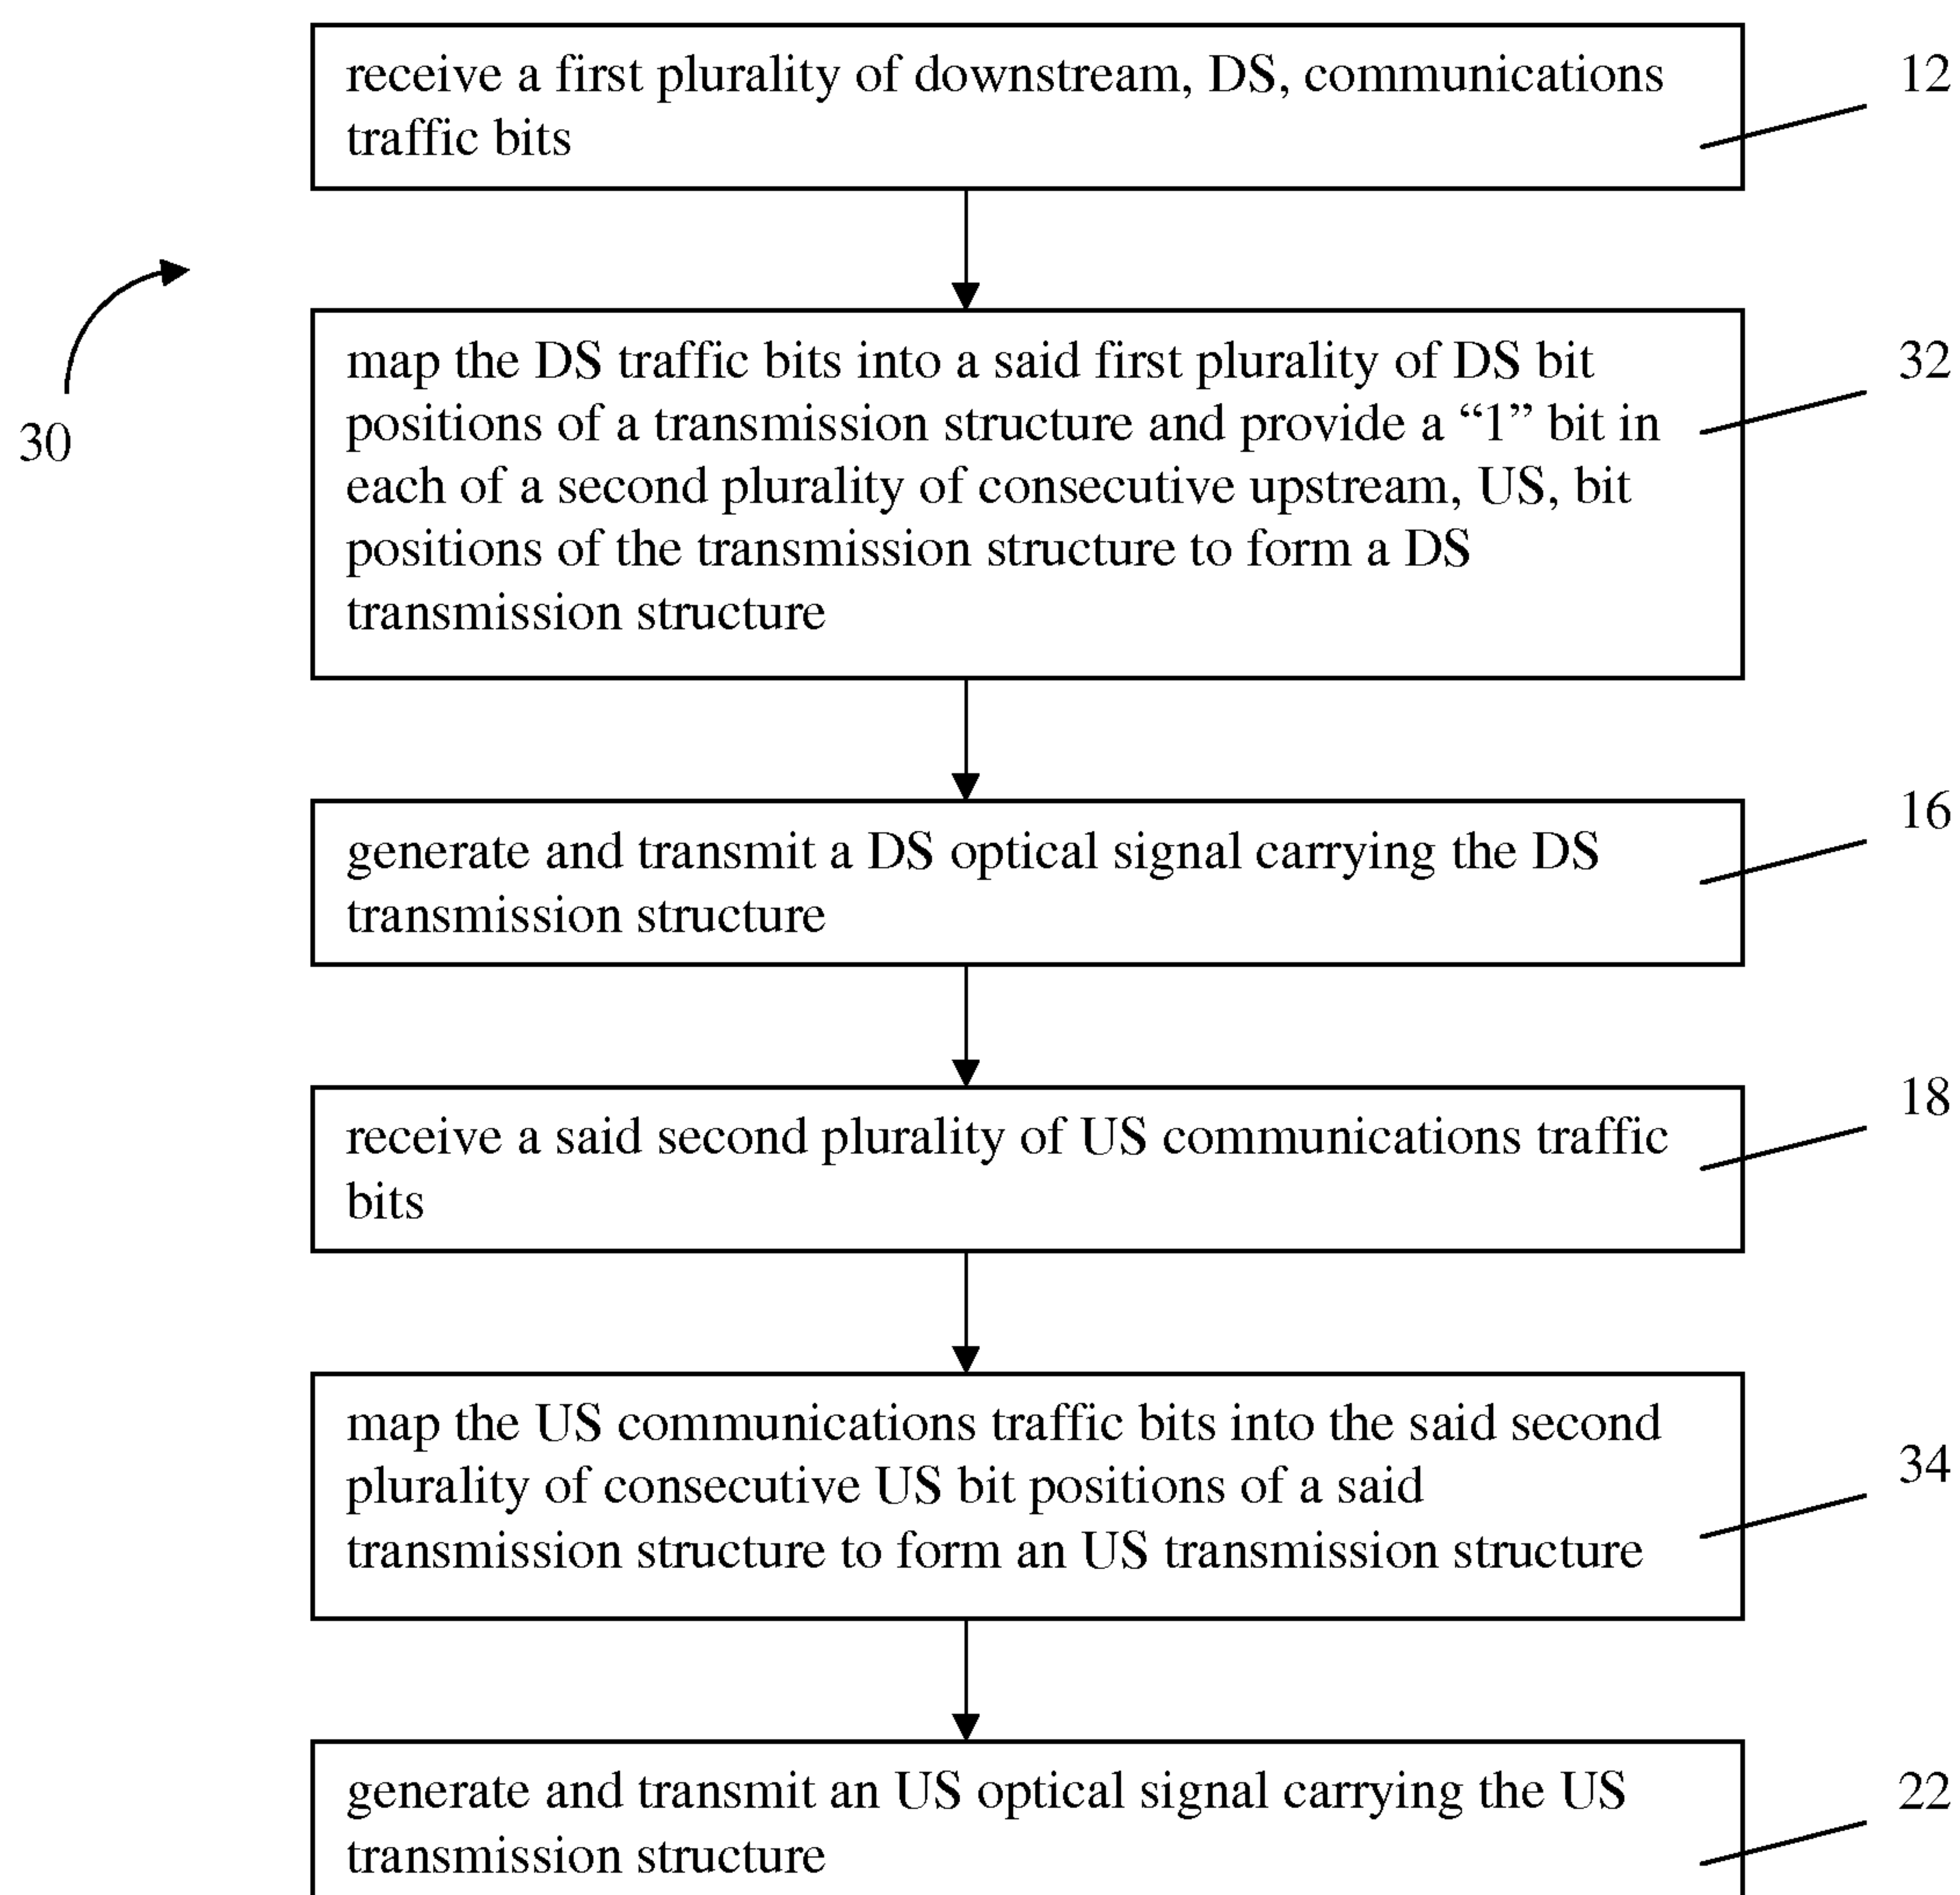 receive a first plurality of downstream, DS, communications
traffic bits
12
30
map the DS traffic bits into a said first plurality of DS bit
positions of a transmission structure and provide a “1” bit in
each of a second plurality of consecutive upstream, US, bit
positions of the transmission structure to form a DS
transmission structure
32
generate and transmit a DS optical signal carrying the DS
transmission structure
16
receive a said second plurality of US communications traffic
bits
18
map the US communications traffic bits into the said second
plurality of consecutive US bit positions of a said
transmission structure to form an US transmission structure
34
generate and transmit an US optical signal carrying the US
transmission structure
22